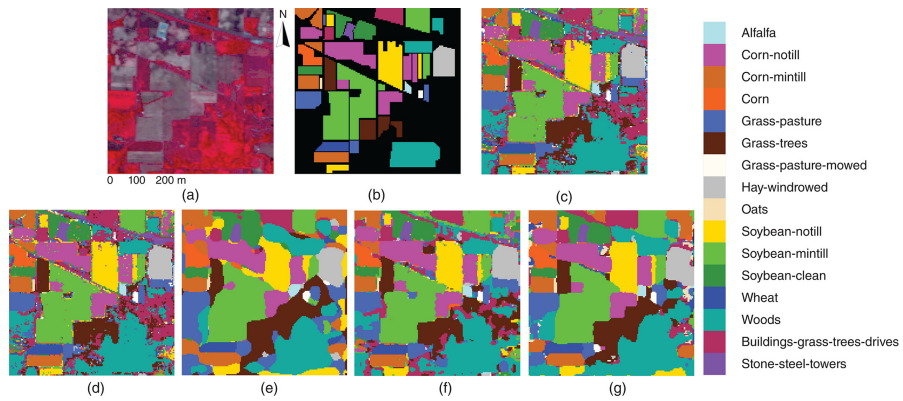 N
0 100 200 m
(a)
(b)
(c)
(d)
(e)
(f)
(g)
Alfalfa
Corn-notill
Corn-mintill
Corn
Grass-pasture
Grass-trees
Grass-pasture-mowed
Hay-windrowed
Oats
Soybean-notill
Soybean-mintill
Soybean-clean
Wheat
Woods
Buildings-grass-trees-drives
Stone-steel-towers